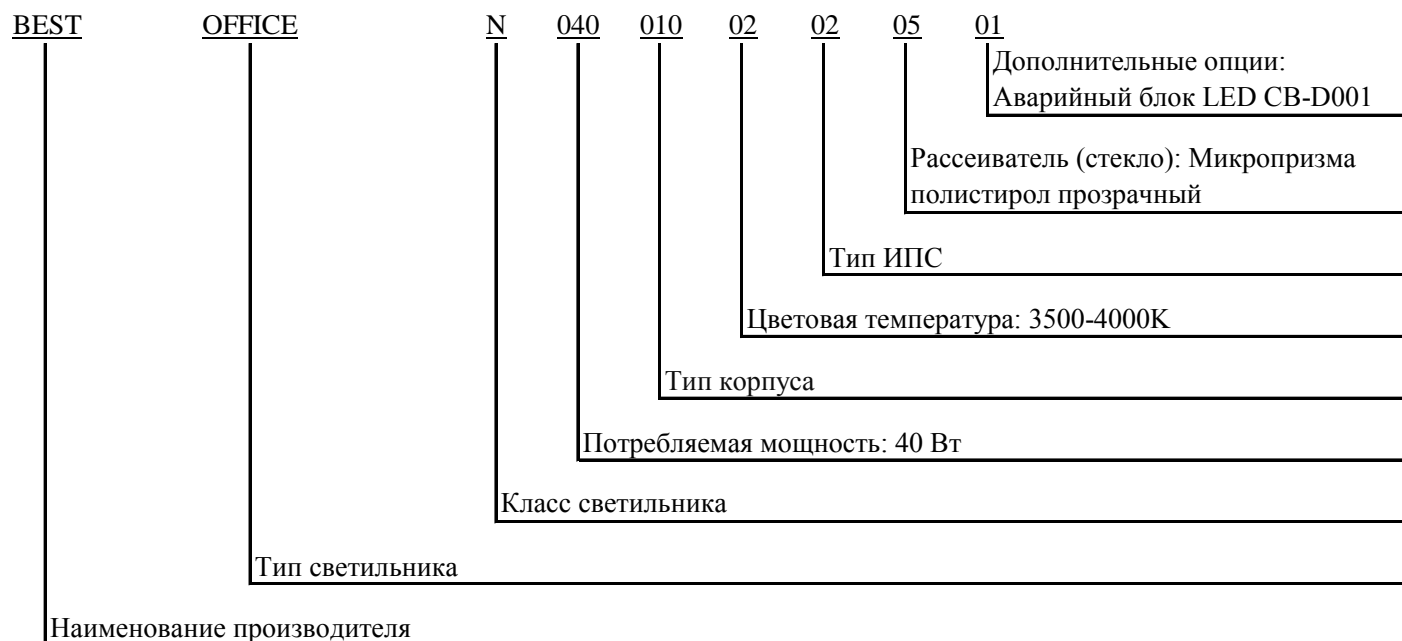 BEST OFFICE N 040 010 02 02 05 01
Дополнительные опции:
Аварийный блок LED CB-D001
Рассеиватель (стекло): Микропризма
полистирол прозрачный
Тип ИПС
Цветовая температура: 3500-4000K
Тип корпуса
Потребляемая мощность: 40 Вт
Класс светильника
Тип светильника
Наименование производителя